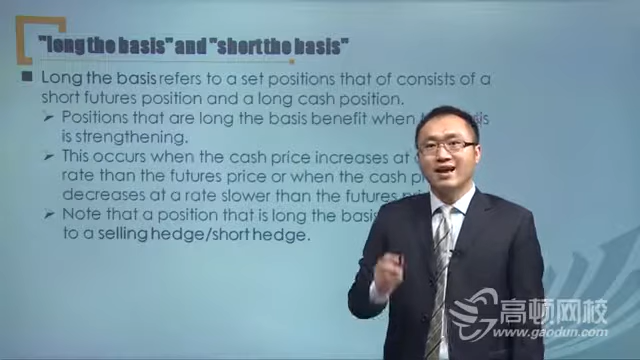 "long the basis" and "short the basis"
Long the basis refers to a set positions that of consists of a
short futures position and a long cash position.
Positions that are long the basis benefit when
is strengthening.
This occurs when the cash price increases at
rate than the futures price or when the cash
decreases at a rate slower than the futures
Note that a position that is long the basis
to a selling hedge/short hedge.
高顿网校
www.gaodun.com